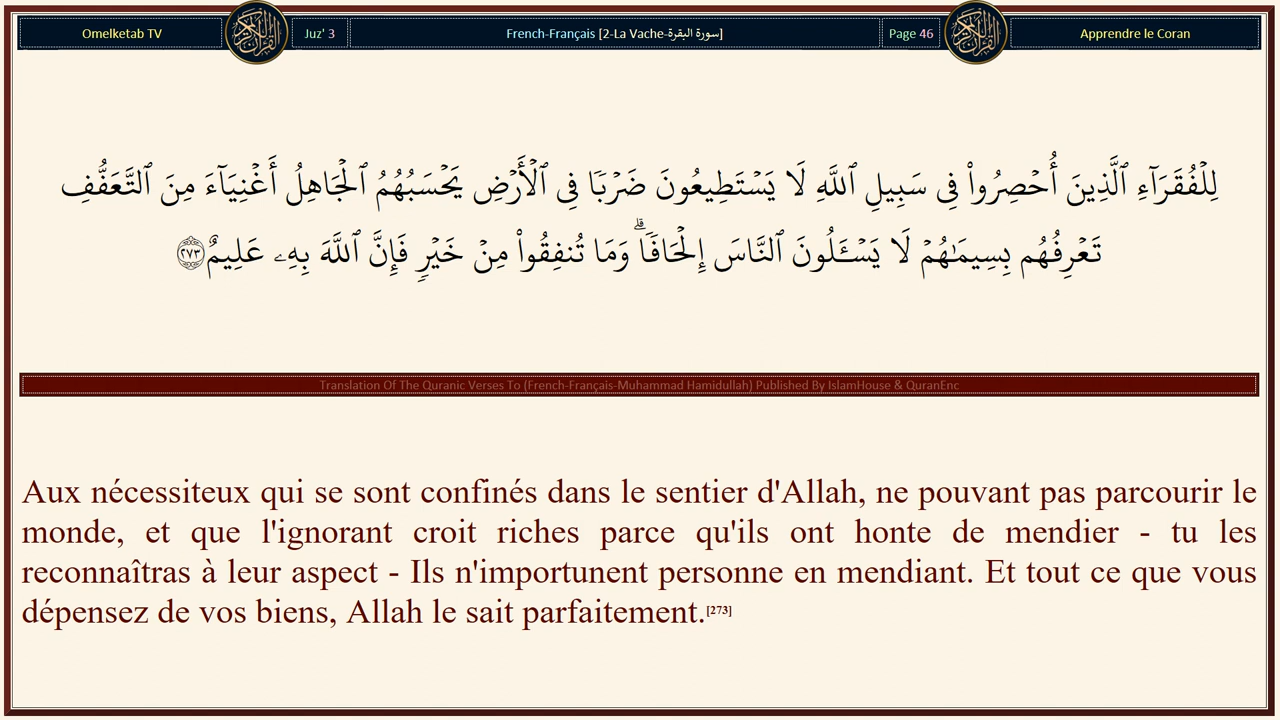 Omelketab TV
Juz' 3
French-Français [2-La Vache-سورة البقرة]
Page 46
Apprendre le Coran
لِلۡفُقَرَآءِ ٱلَّذِينَ أُحۡصِرُواْ فِي سَبِيلِ ٱللَّهِ لَا يَسۡتَطِيعُونَ ضَرۡبٗا فِي ٱلۡأَرۡضِ يَحۡسَبُهُمُ ٱلۡجَاهِلُ أَغۡنِيَآءَ مِنَ ٱلتَّعَفُّفِ
تَعۡرِفُهُم بِسِيمَٰهُمۡ لَا يَسۡـَٔلُونَ ٱلنَّاسَ إِلۡحَافٗاۗ وَمَا تُنفِقُواْ مِنۡ خَيۡرٖ فَإِنَّ ٱللَّهَ بِهِۦ عَلِيمٌ ٢٧٣
Translation Of The Quranic Verses To (French-Français-Muhammad Hamidullah) Published By IslamHouse & QuranEnc
Aux nécessiteux qui se sont confinés dans le sentier d'Allah, ne pouvant pas parcourir le
monde, et que l'ignorant croit riches parce qu'ils ont honte de mendier - tu les
reconnaîtras à leur aspect - Ils n'importunent personne en mendiant. Et tout ce que vous
dépensez de vos biens, Allah le sait parfaitement.[273]